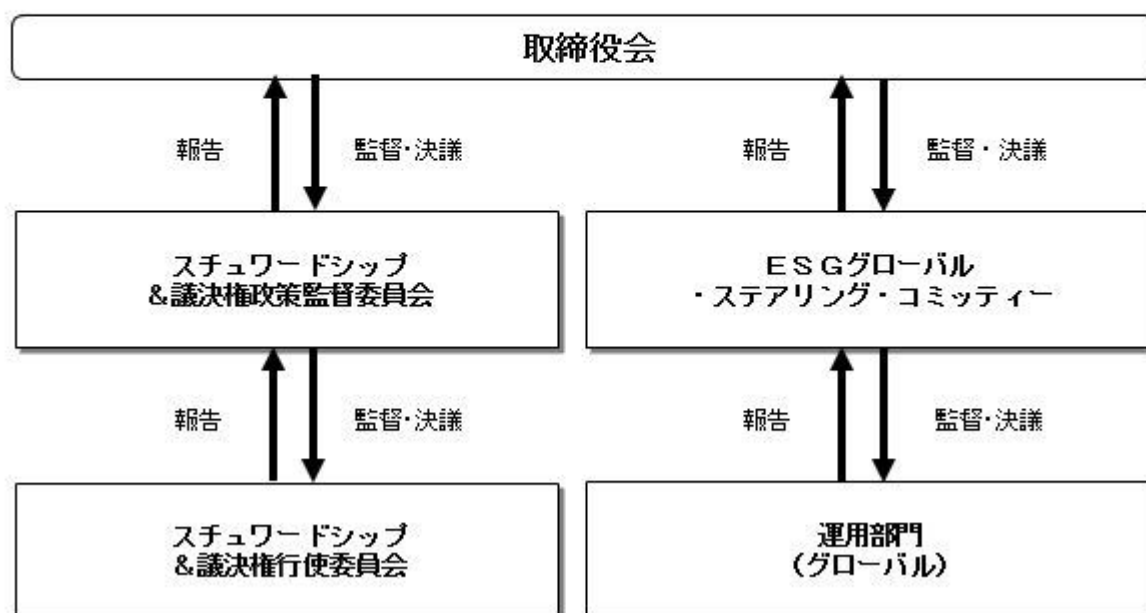 取締役会
報告
監督・決議
報告
監督・決議
スチュワードシップ
&議決権政策監督委員会
ＥＳＧグローバル
・ステアリング・コミッティー
報告
監督・決議
報告
監督・決議
スチュワードシップ
&議決権行使委員会
運用部門
（グローバル）